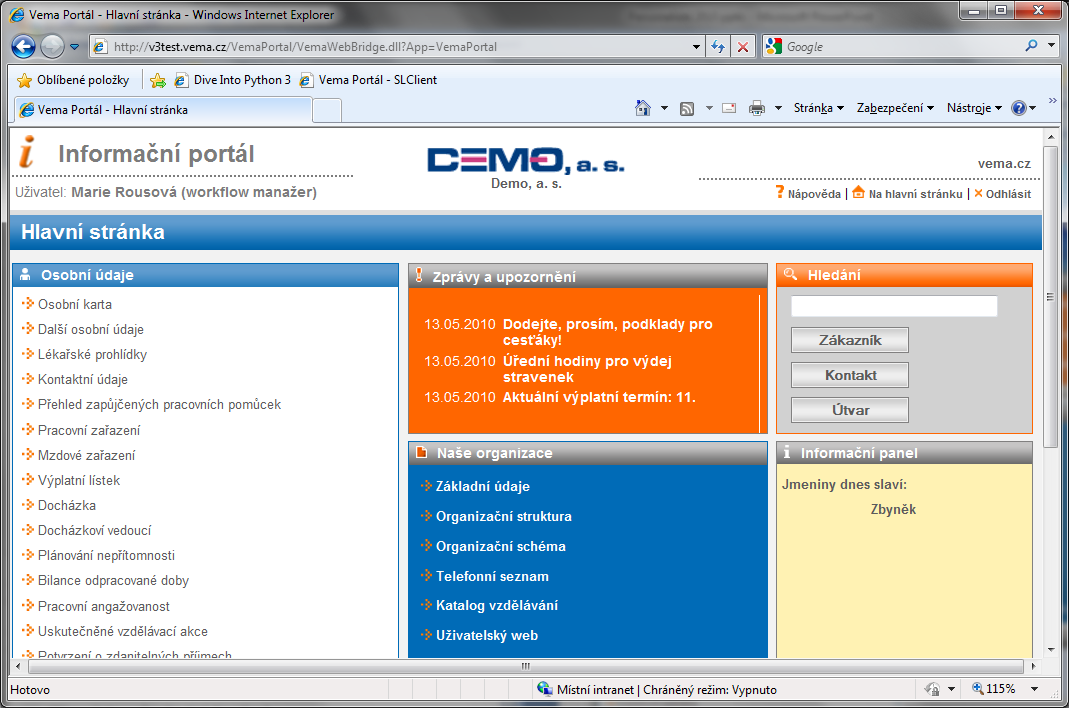 Vema Portál - Hlavní stránka - Windows Internet Explorer
http://v3test.vema.cz/VemaPortal/VemaWebBridge.dll?App=VemaPortal
Google
Oblíbené položky
Dive Into Python 3
Vema Portál - SLClient
Vema Portál - Hlavní stránka
Stránka
Zabezpečení
Nástroje
»
i Informační portál
DEMO, a. s.
Demo, a. s.
vema.cz
Uživatel: Marie Rousová (workflow manažer)
? Nápověda | Na hlavní stránku | × Odhlásit
Hlavní stránka
Osobní údaje
Osobní karta
Další osobní údaje
Lékařské prohlídky
Kontaktní údaje
Přehled zapůjčených pracovních pomůcek
Pracovní zařazení
Mzdové zařazení
Výplatní lístek
Docházka
Docházkoví vedoucí
Plánování nepřítomnosti
Bilance odpracované doby
Pracovní angažovanost
Uskutečněné vzdělávací akce
Potvrzení o zdanitelných příjmech
! Zprávy a upozornění
13.05.2010 Dodejte, prosím, podklady pro
cesťáky!
13.05.2010 Úřední hodiny pro výdej
stravenek
13.05.2010 Aktuální výplatní termín: 11.
Naše organizace
Základní údaje
Organizační struktura
Organizační schéma
Telefonní seznam
Katalog vzdělávání
Uživatelský web
Hledání
Zákazník
Kontakt
Útvar
i Informační panel
Jmeniny dnes slaví:
Zbyněk
Hotovo
Místní intranet | Chráněný režim: Vypnuto
115%